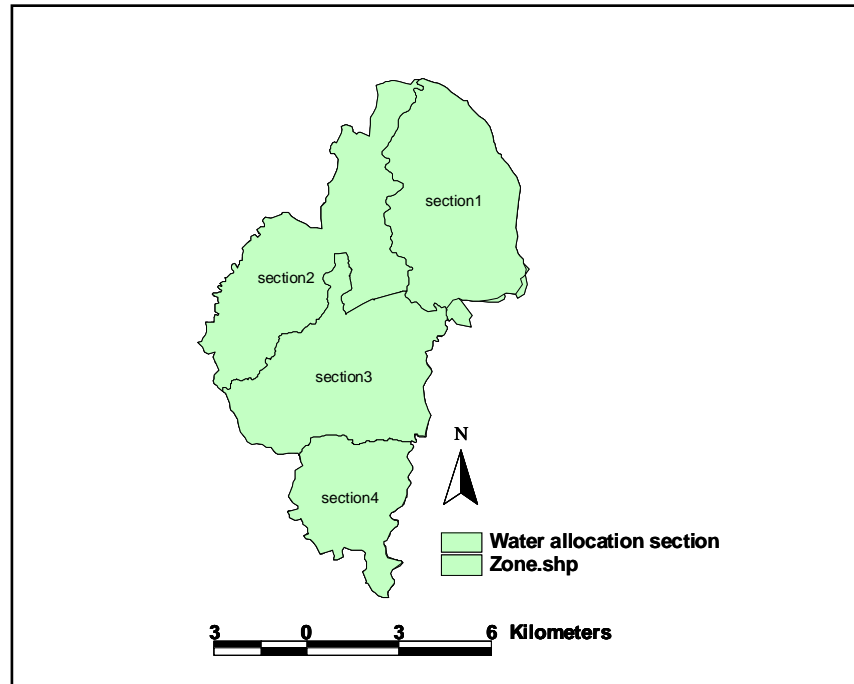 section1
section2
section3
N
section4
Water allocation section
Zone.shp
3 0 3 6 Kilometers